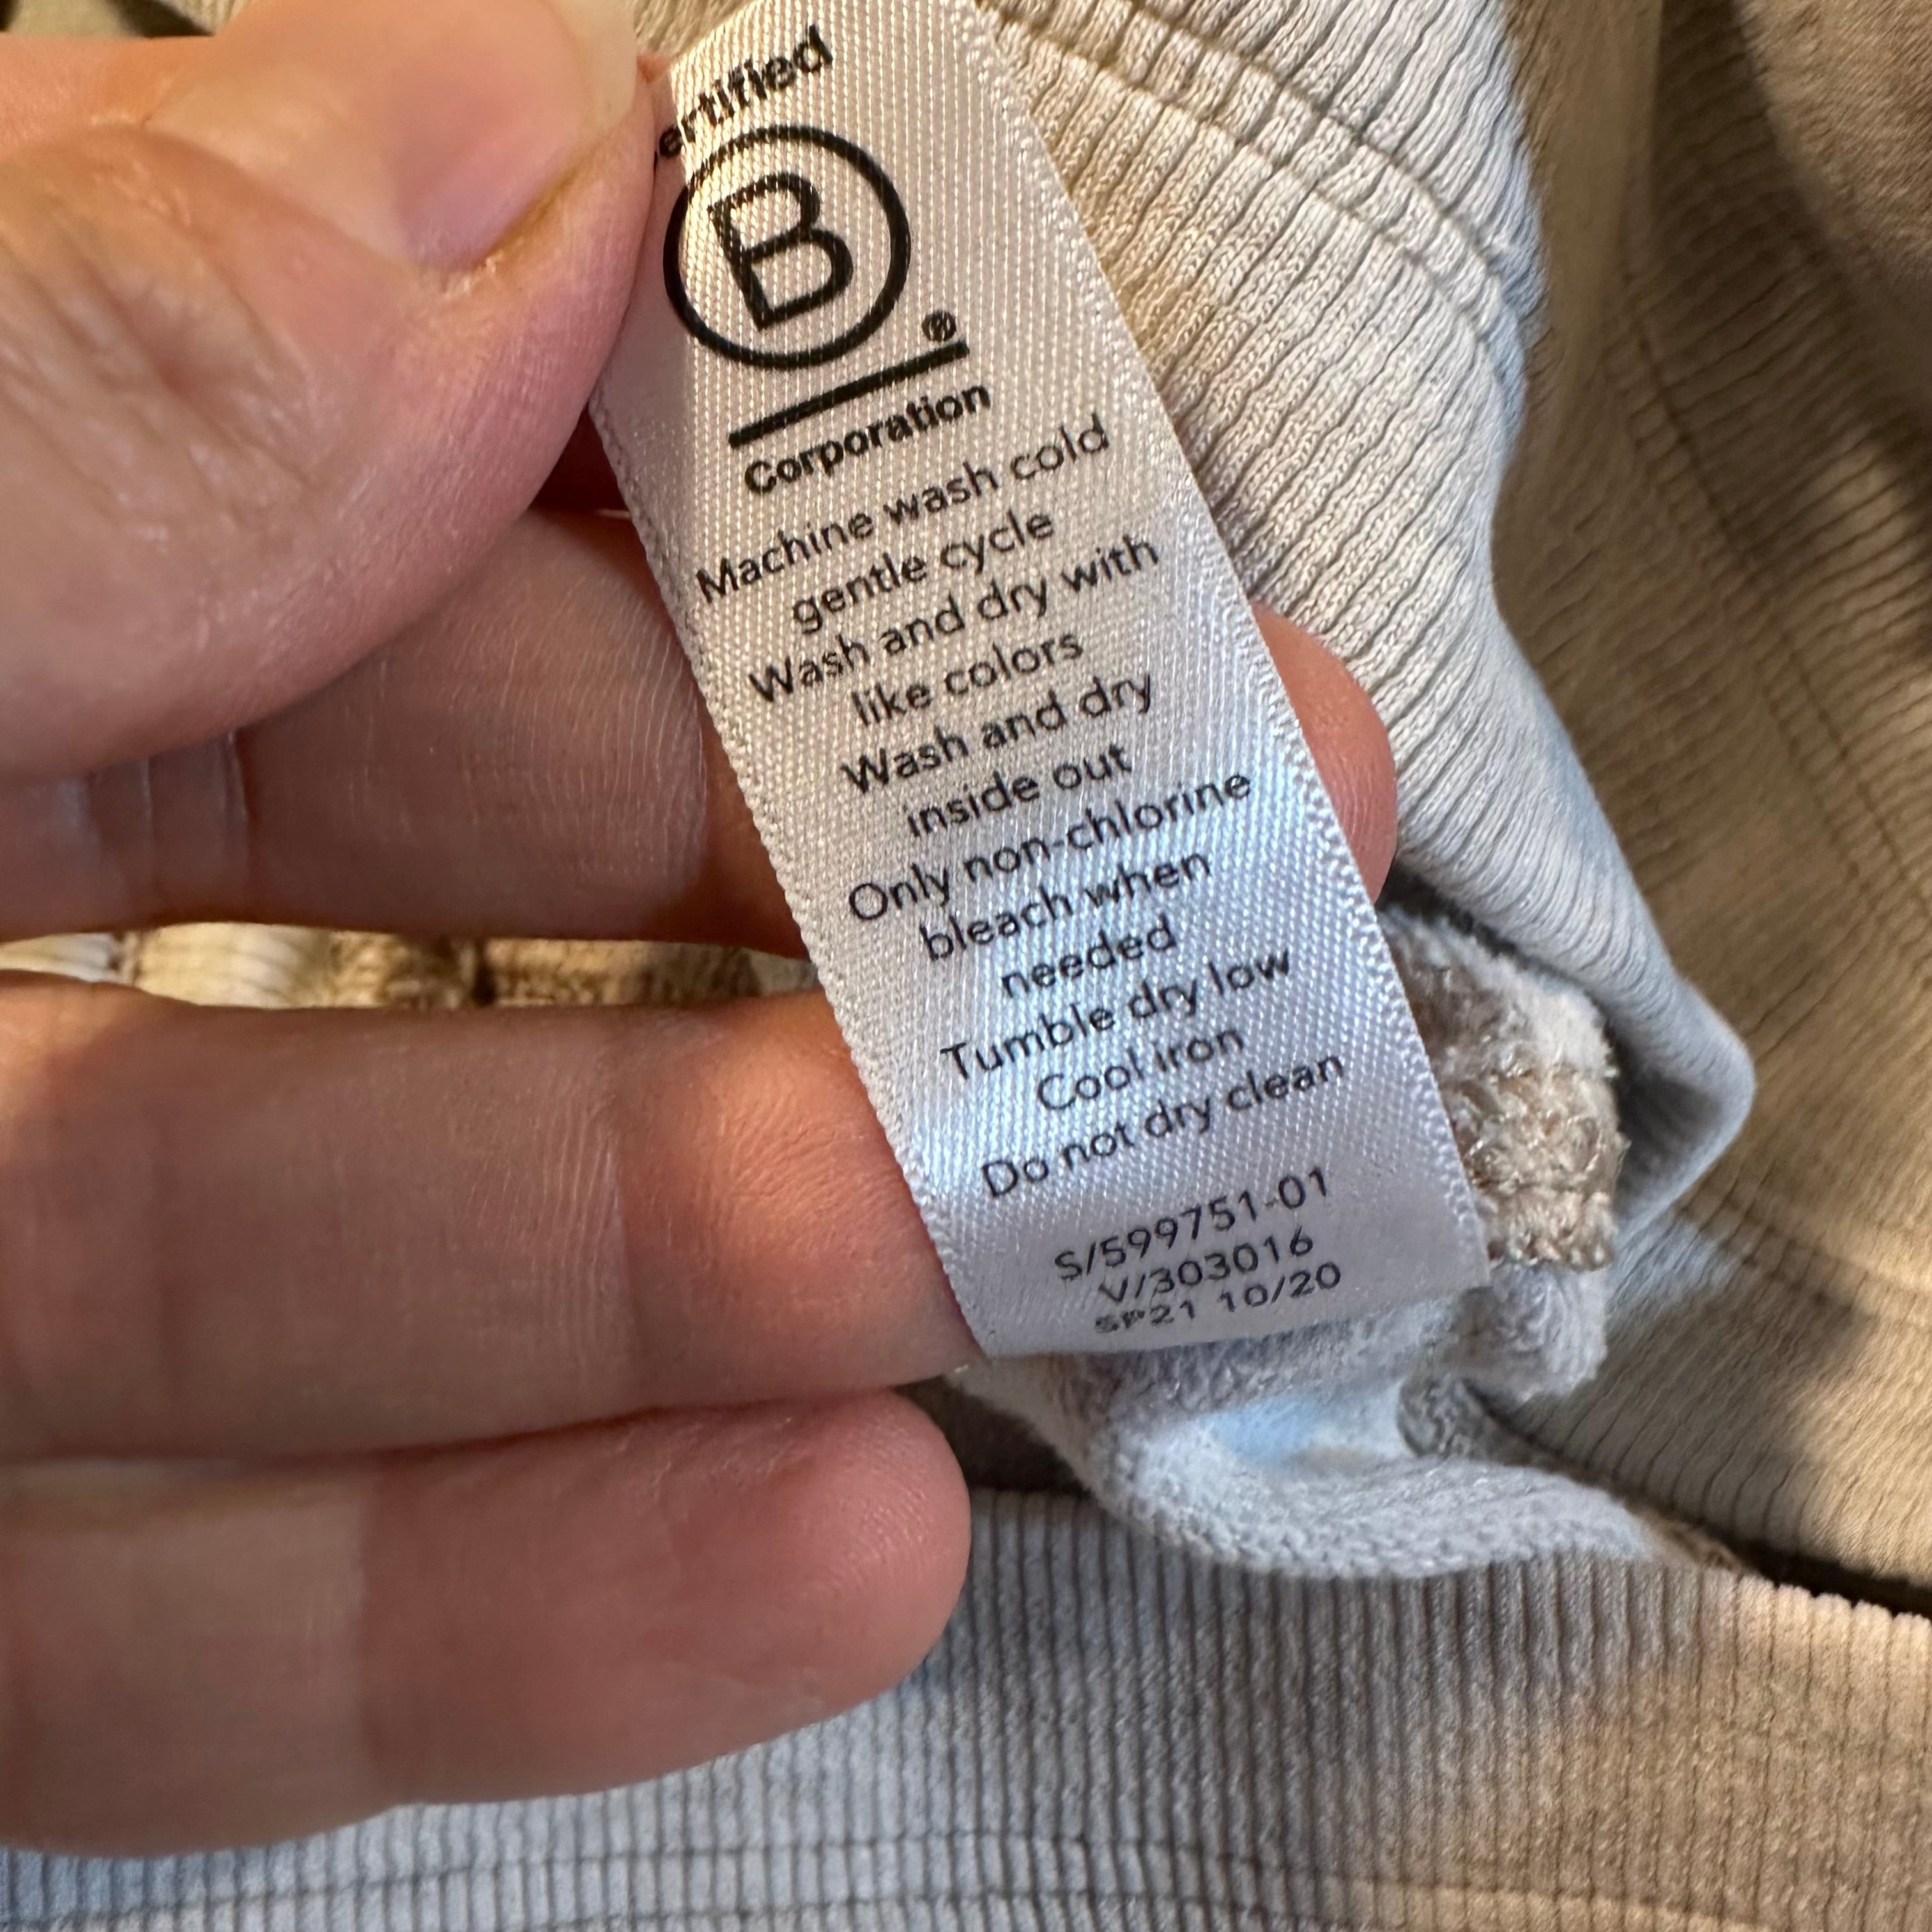 ertified
B
®
Corporation
Machine wash cold
gentle cycle
Wash and dry with
like colors
Wash and dry
inside out
Only non-chlorine
bleach when
needed
Tumble dry low
Cool iron
Do not dry clean
S/599751-01
V/303016
SP21 10/20